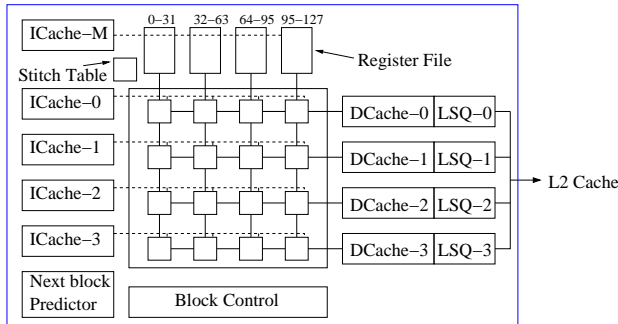 0−31 32−63 64−95 95−127
ICache−M
Register File
Stitch Table
ICache−0
DCache−0 LSQ−0
ICache−1
DCache−1 LSQ−1
L2 Cache
ICache−2
DCache−2 LSQ−2
ICache−3
DCache−3 LSQ−3
Next block
Predictor
Block Control